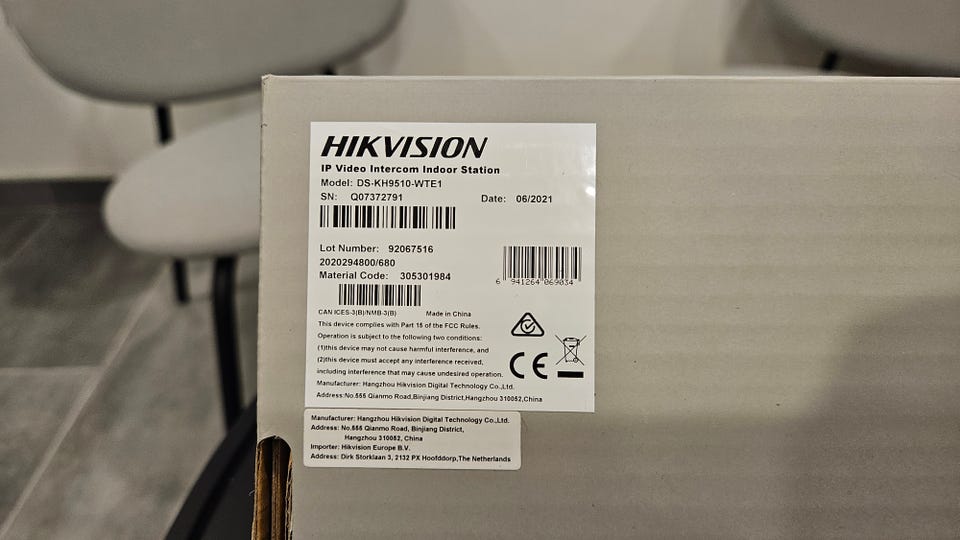 HIKVISION
IP Video Intercom Indoor Station
Model: DS-KH9510-WTE1
SN: Q07372791 Date: 06/2021
Lot Number: 92067516
2020294800/680
Material Code: 305301984
6 941264 069034
CAN ICES-3(B)/NMB-3(B) Made in China
This device complies with Part 15 of the FCC Rules.
Operation is subject to the following two conditions:
(1)this device may not cause harmful interference, and
(2)this device must accept any interference received,
including interference that may cause undesired operation.
Manufacturer: Hangzhou Hikvision Digital Technology Co.,Ltd.
Address:No.555 Qianmo Road,Binjiang District,Hangzhou 310052,China
CE
Manufacturer: Hangzhou Hikvision Digital Technology Co.,Ltd.
Address: No.555 Qianmo Road, Binjiang District,
Hangzhou 310052, China
Importer: Hikvision Europe B.V.
Address: Dirk Storklaan 3, 2132 PX Hoofddorp,The Netherlands